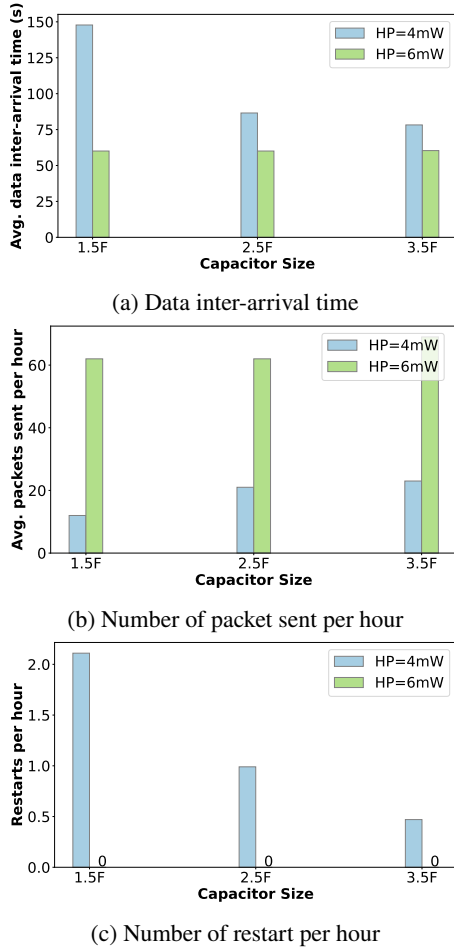 150
125
100
75
50
25
0
Avg. data inter-arrival time (s)
HP=4mW
HP=6mW
1.5F 2.5F 3.5F
Capacitor Size
(a) Data inter-arrival time
60
40
20
0
Avg. packets sent per hour
HP=4mW
HP=6mW
1.5F 2.5F 3.5F
Capacitor Size
(b) Number of packet sent per hour
2.0
1.5
1.0
0.5
0.0
Restarts per hour
HP=4mW
HP=6mW
0 0 0
1.5F 2.5F 3.5F
Capacitor Size
(c) Number of restart per hour